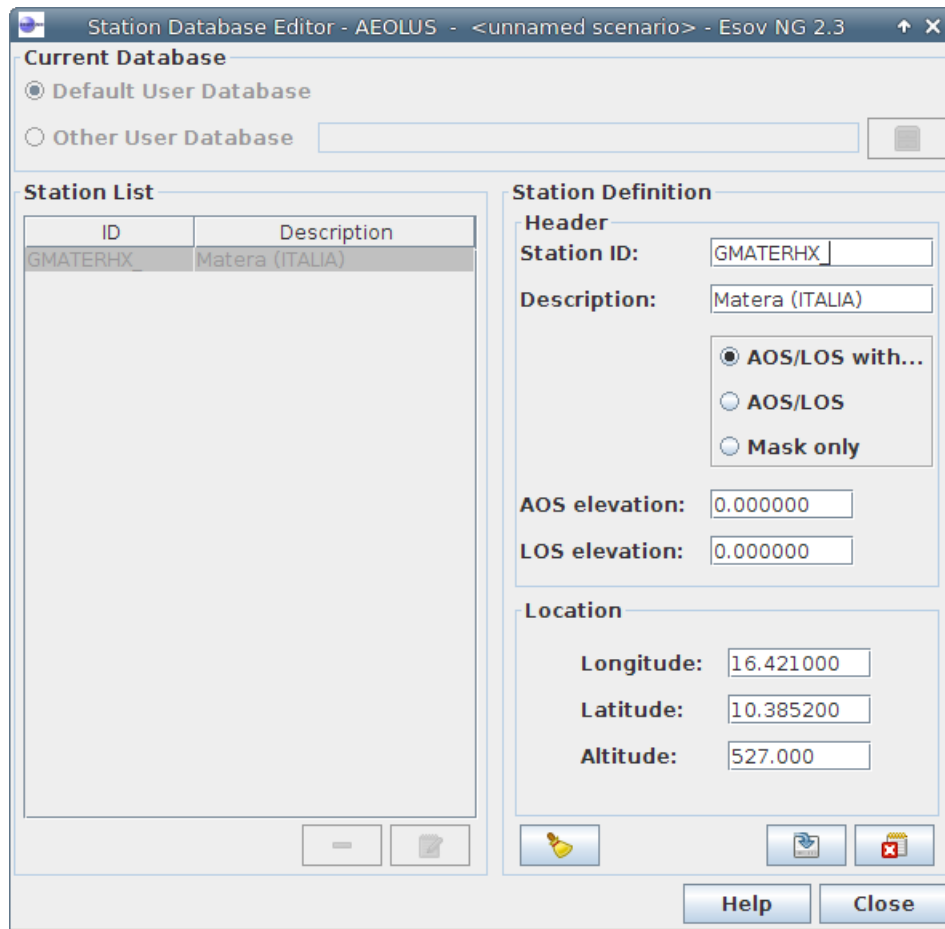 Station Database Editor - AEOLUS - <unnamed scenario> - Esov NG 2.3
Current Database
Default User Database
Other User Database
Station List
ID Description
GMATERHX_ Matera (ITALIA)
Station Definition
Header
Station ID: GMATERHX_
Description: Matera (ITALIA)
AOS/LOS with...
AOS/LOS
Mask only
AOS elevation: 0.000000
LOS elevation: 0.000000
Location
Longitude: 16.421000
Latitude: 10.385200
Altitude: 527.000
Help Close